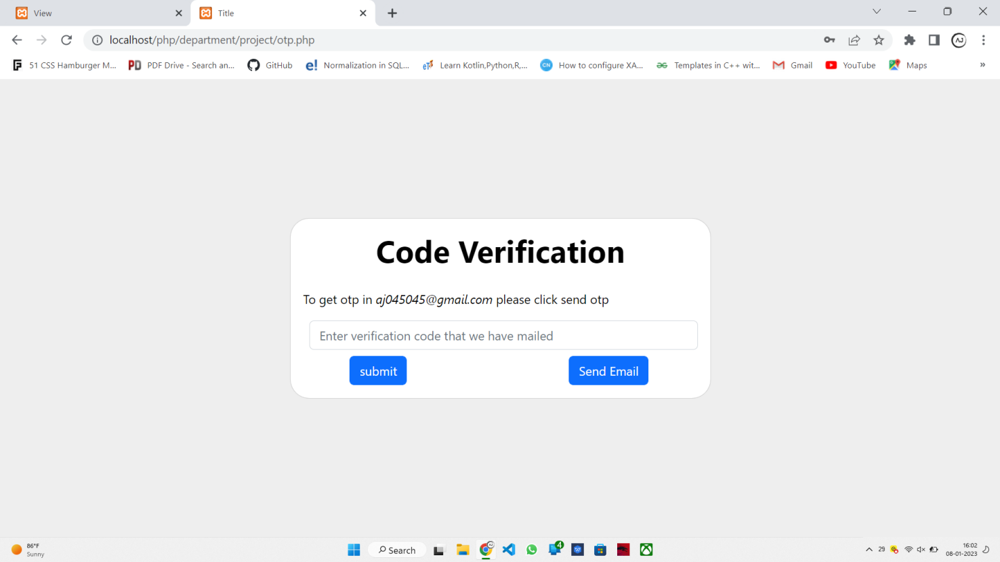 View
Title
localhost/php/department/project/otp.php
AJ
51 CSS Hamburger M...
PD
PDF Drive - Search an...
GitHub
e!
Normalization in SQL...
Learn Kotlin,Python,R,...
CN
How to configure XA...
Templates in C++ wit...
Gmail
YouTube
Maps
»
Code Verification
To get otp in aj045045@gmail.com please click send otp
Enter verification code that we have mailed
submit
Send Email
86°F
Sunny
Search
4
29
16:02
08-01-2023